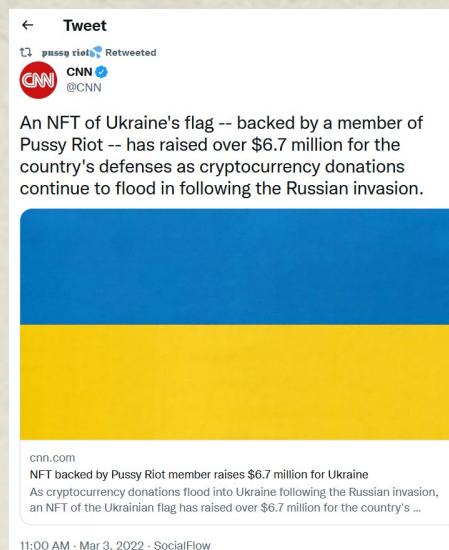 Tweet
pussy riot💦 Retweeted
CNN
CNN
@CNN
An NFT of Ukraine's flag -- backed by a member of
Pussy Riot -- has raised over $6.7 million for the
country's defenses as cryptocurrency donations
continue to flood in following the Russian invasion.
cnn.com
NFT backed by Pussy Riot member raises $6.7 million for Ukraine
As cryptocurrency donations flood into Ukraine following the Russian invasion,
an NFT of the Ukrainian flag has raised over $6.7 million for the country's ...
11:00 AM · Mar 3, 2022 · SocialFlow